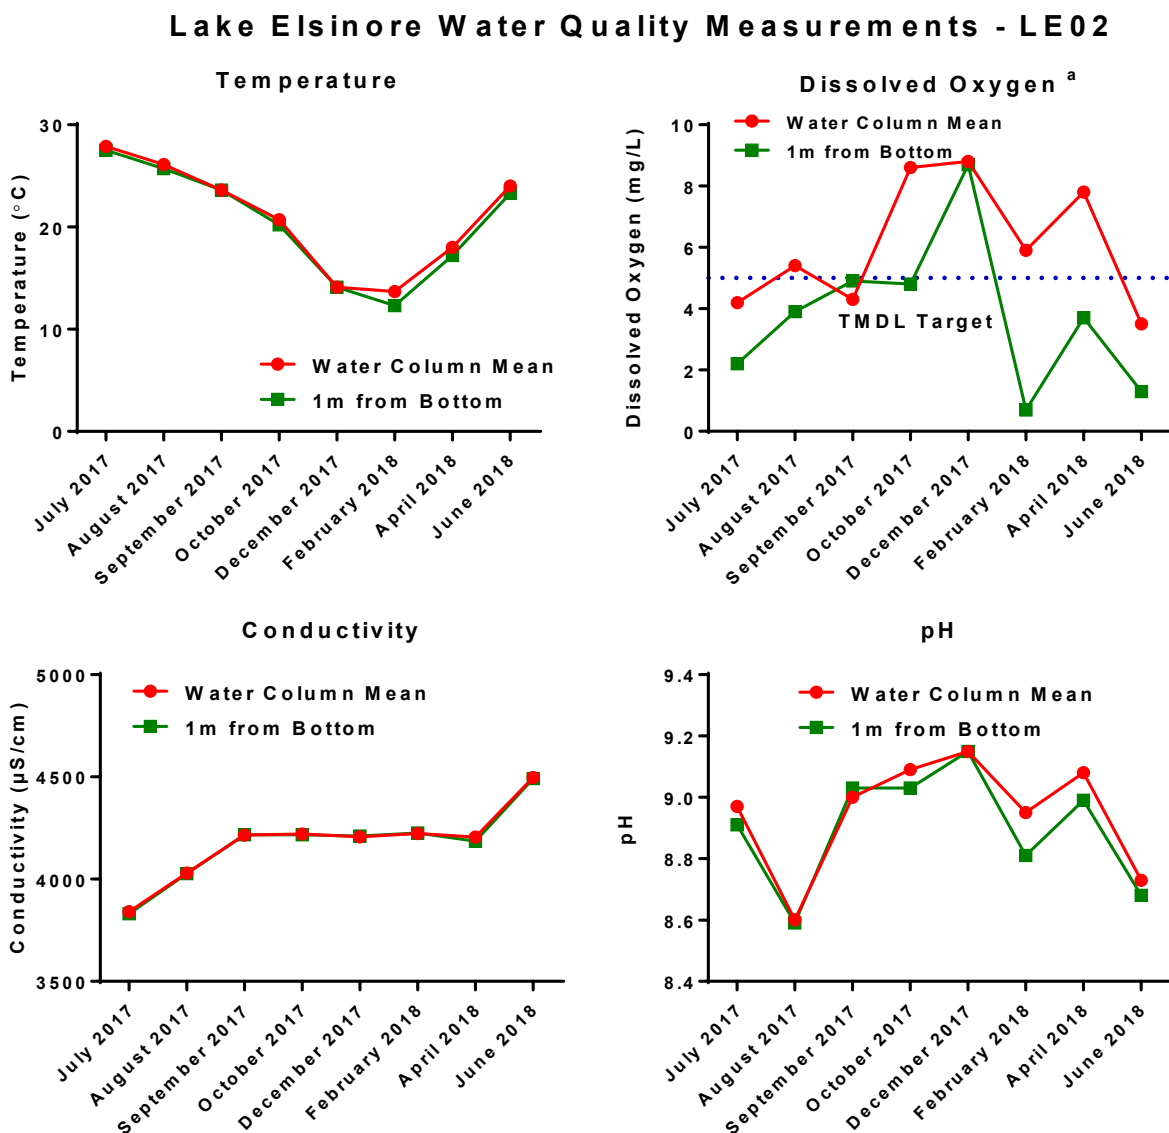 Lake Elsinore Water Quality Measurements - LE02
Temperature
Temperature (°C)
30
20
10
0
Water Column Mean
1m from Bottom
July 2017
August 2017
September 2017
October 2017
December 2017
February 2018
April 2018
June 2018
Dissolved Oxygen a
Dissolved Oxygen (mg/L)
10
8
6
4
2
0
Water Column Mean
1m from Bottom
TMDL Target
July 2017
August 2017
September 2017
October 2017
December 2017
February 2018
April 2018
June 2018
Conductivity
Conductivity (µS/cm)
5000
4500
4000
3500
Water Column Mean
1m from Bottom
July 2017
August 2017
September 2017
October 2017
December 2017
February 2018
April 2018
June 2018
pH
pH
9.4
9.2
9.0
8.8
8.6
8.4
Water Column Mean
1m from Bottom
July 2017
August 2017
September 2017
October 2017
December 2017
February 2018
April 2018
June 2018